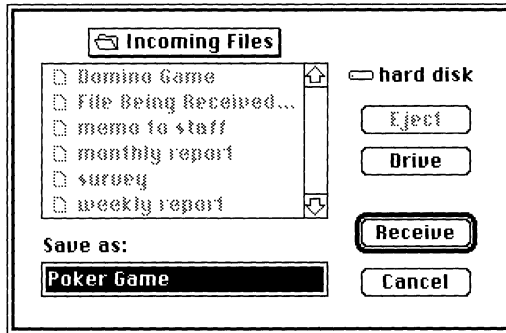 Incoming Files
Domino Game
File Being Received...
memo to staff
monthly report
survey
weekly report
hard disk
Eject
Drive
Receive
Cancel
Save as:
Poker Game